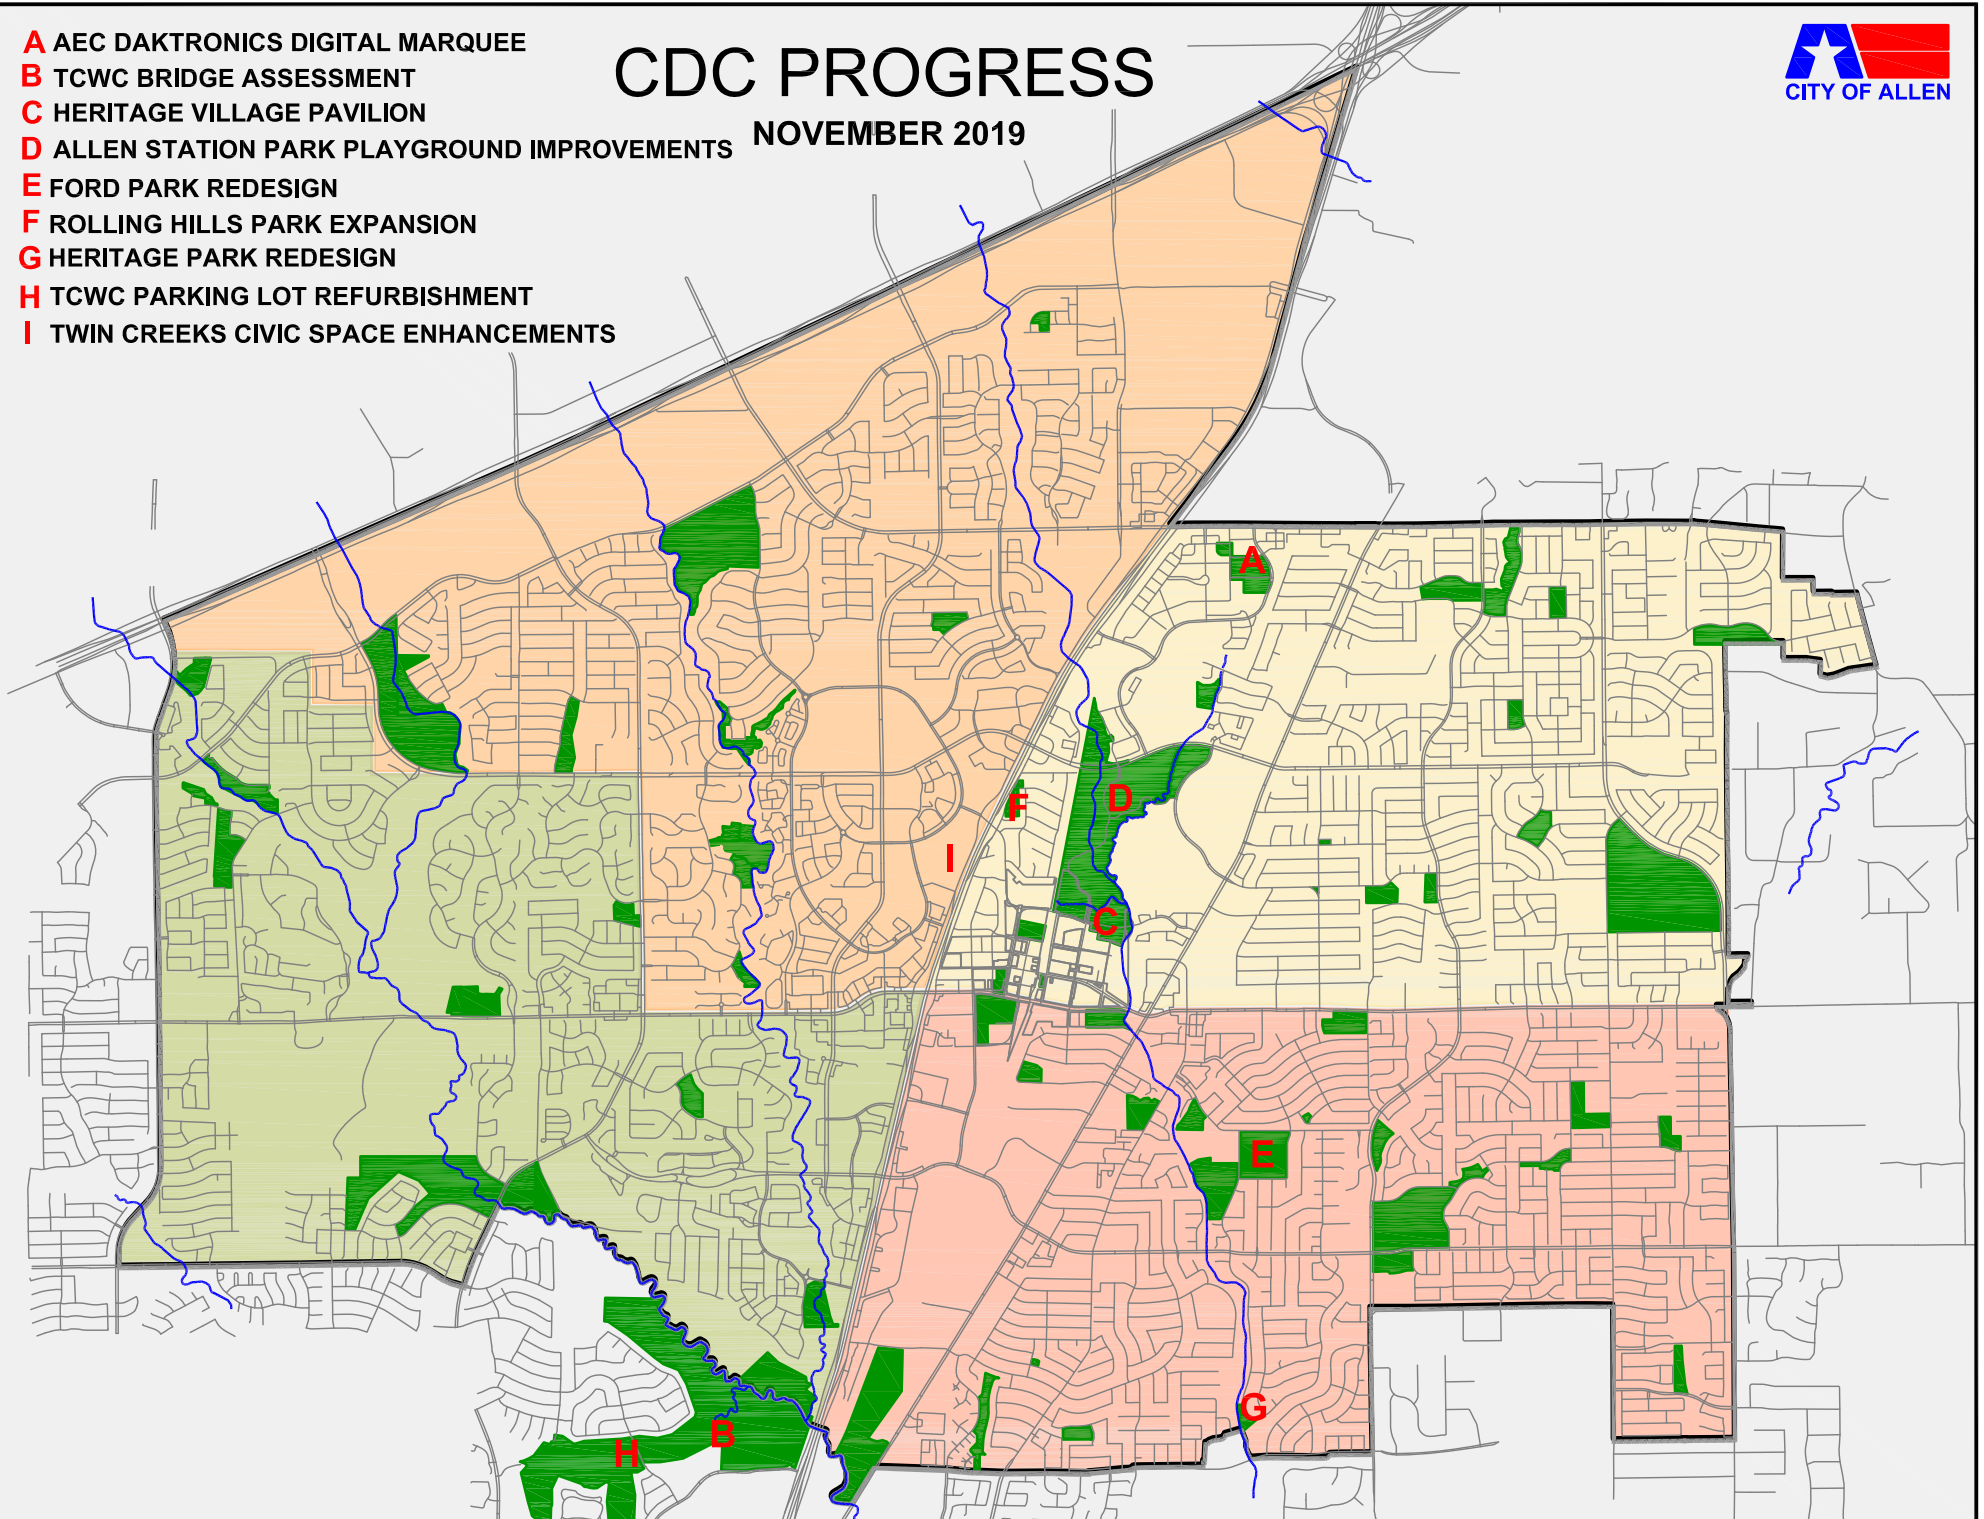 A AEC DAKTRONICS DIGITAL MARQUEE
B TCWC BRIDGE ASSESSMENT
C HERITAGE VILLAGE PAVILION
D ALLEN STATION PARK PLAYGROUND IMPROVEMENTS
E FORD PARK REDESIGN
F ROLLING HILLS PARK EXPANSION
G HERITAGE PARK REDESIGN
H TCWC PARKING LOT REFURBISHMENT
I TWIN CREEKS CIVIC SPACE ENHANCEMENTS
CDC PROGRESS
NOVEMBER 2019
CITY OF ALLEN
A
D
F
I
C
E
G
B
H